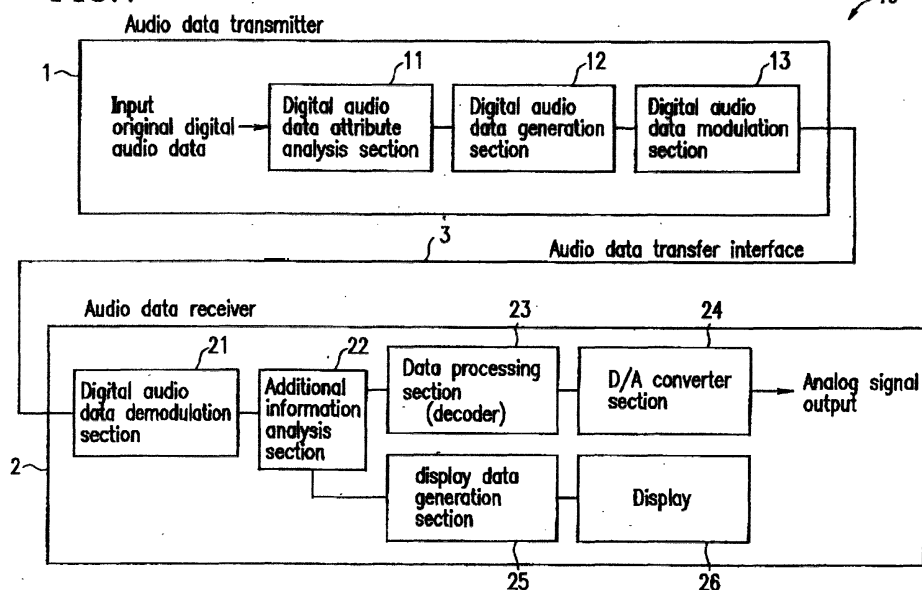 Audio data transmitter
1
11
12
13
Input
original digital
audio data
Digital audio
data attribute
analysis section
Digital audio
data generation
section
Digital audio
data modulation
section
3
Audio data transfer interface
Audio data receiver
2
21
22
23
24
Digital audio
data demodulation
section
Additional
information
analysis
section
Data processing
section
(decoder)
D/A converter
section
Analog signal
output
display data
generation
section
Display
25
26